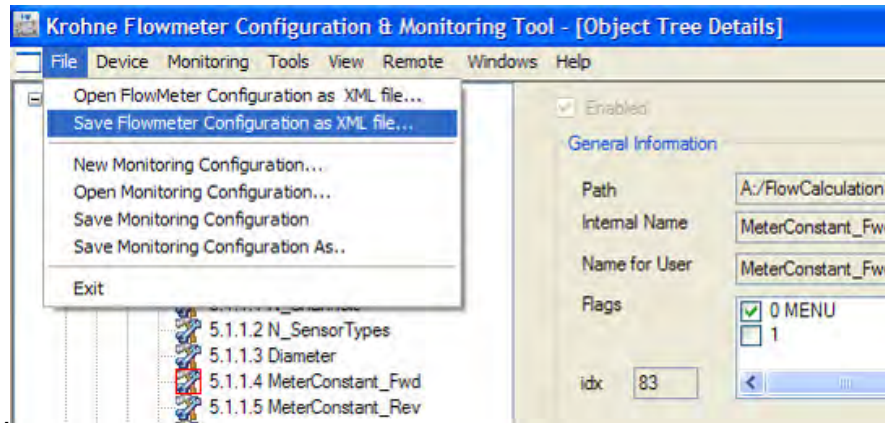 Krohne Flowmeter Configuration & Monitoring Tool - [Object Tree Details]
File Device Monitoring Tools View Remote Windows Help
Open FlowMeter Configuration as XML file...
Save Flowmeter Configuration as XML file...
New Monitoring Configuration...
Open Monitoring Configuration...
Save Monitoring Configuration
Save Monitoring Configuration As..
Exit
5.1.1.2 N_SensorTypes
5.1.1.3 Diameter
5.1.1.4 MeterConstant_Fwd
5.1.1.5 MeterConstant_Rev
Enabled
General Information
Path A:/FlowCalculation
Internal Name MeterConstant_Fw
Name for User MeterConstant_Fw
Flags 0 MENU
1
idx 83